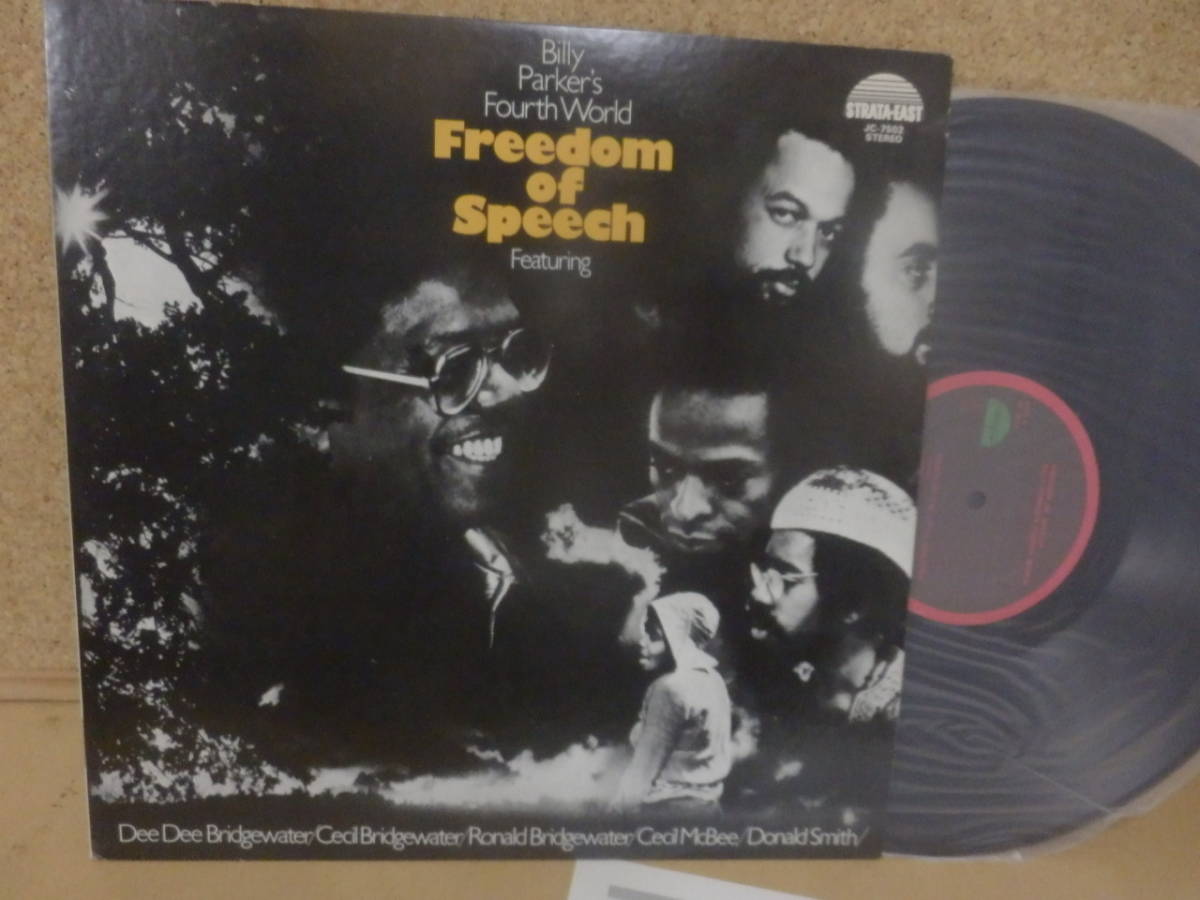 Billy
Parker's
Fourth World
Freedom
of
Speech
Featuring
STRATA-EAST
JC-7502
STEREO
Dee Dee Bridgewater/Cecil Bridgewater/Ronald Bridgewater/Cecil McBee/Donald Smith/